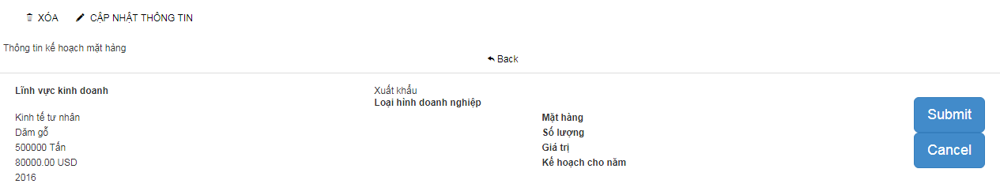 XÓA CẬP NHẬT THÔNG TIN
Thông tin kế hoạch mặt hàng
Back
Lĩnh vực kinh doanh Xuất khẩu
Loại hình doanh nghiệp
Kinh tế tư nhân Mặt hàng
Dăm gỗ Số lượng
500000 Tấn Giá trị
80000.00 USD Kế hoạch cho năm
2016
Submit
Cancel